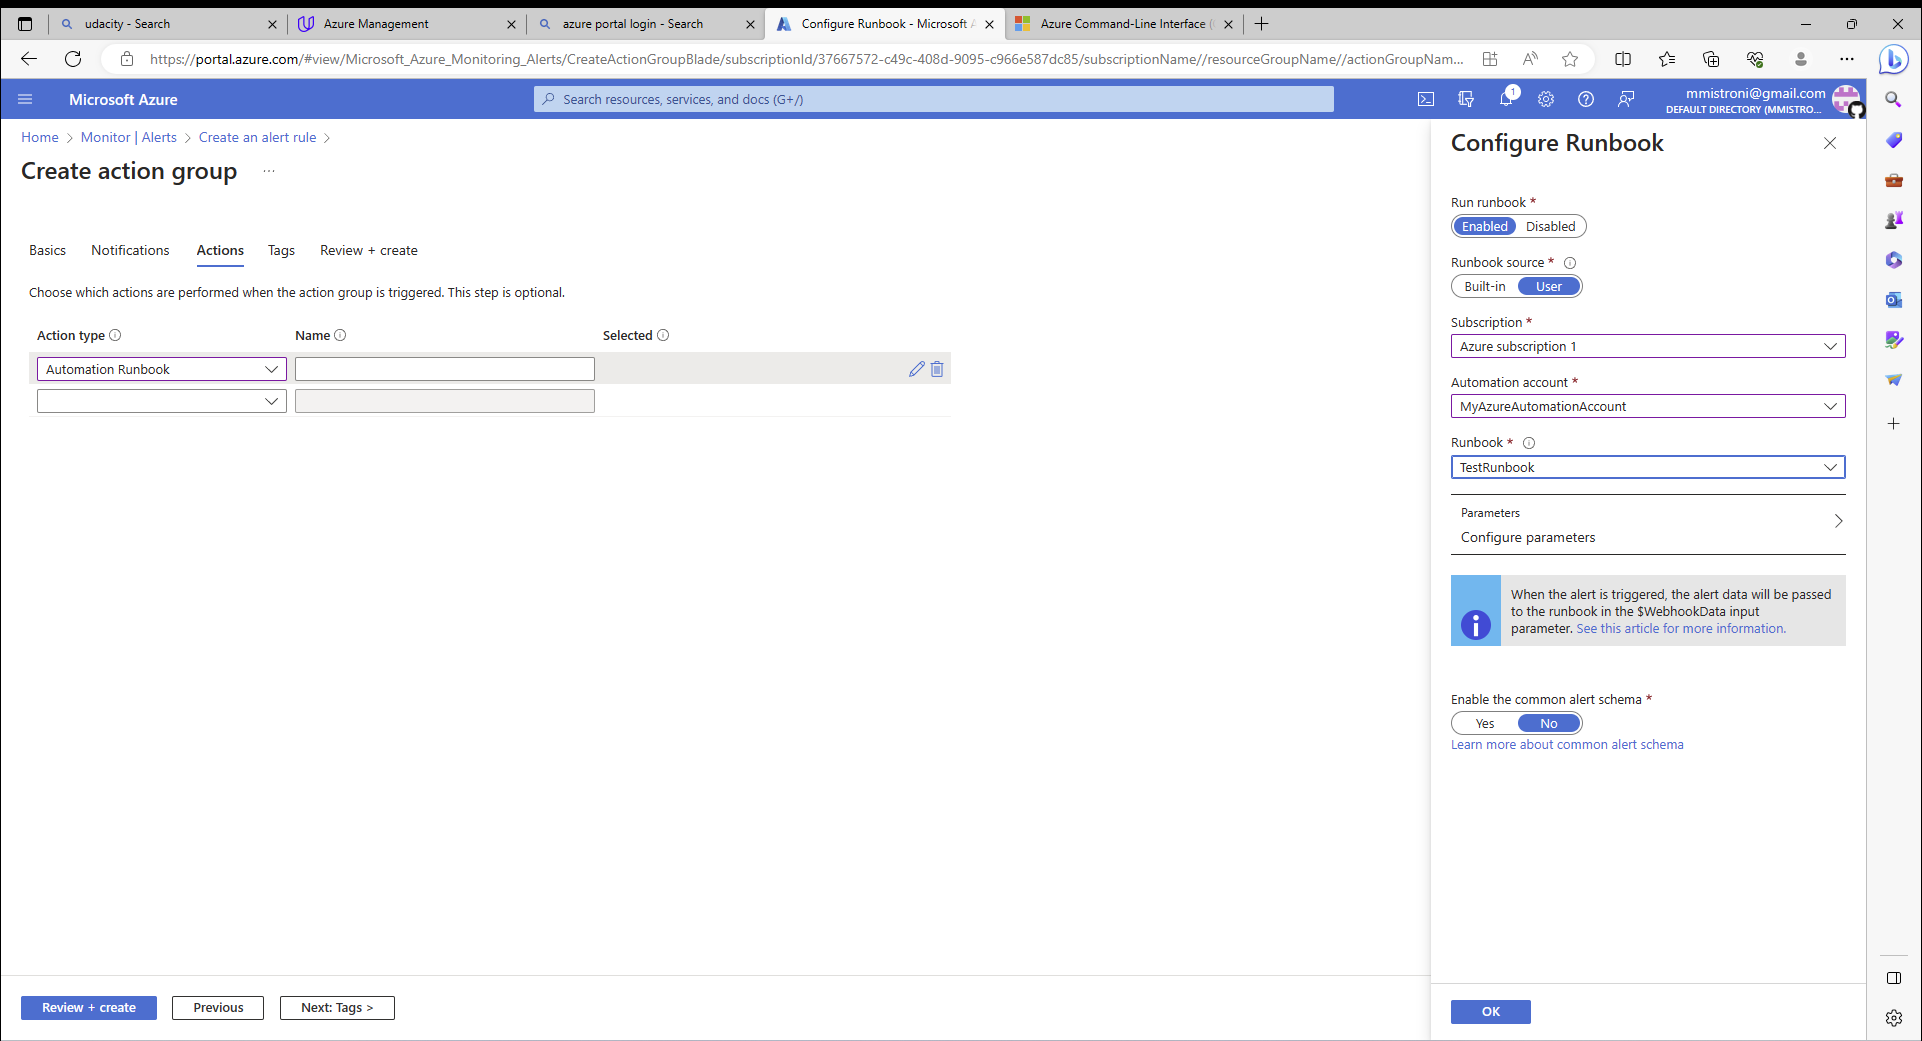 udacity - Search
Azure Management
azure portal login - Search
Configure Runbook - Microsoft A
Azure Command-Line Interface (
https://portal.azure.com/#view/Microsoft_Azure_Monitoring_Alerts/CreateActionGroupBlade/subscriptionId/37667572-c49c-408d-9095-c966e587dc85/subscriptionName//resourceGroupName//actionGroupNam...
Microsoft Azure
Search resources, services, and docs (G+/)
1
mmistroni@gmail.com
DEFAULT DIRECTORY (MMISTRO...
Home > Monitor | Alerts > Create an alert rule >
Create action group ...
Basics Notifications Actions Tags Review + create
Choose which actions are performed when the action group is triggered. This step is optional.
Action type Name Selected
Automation Runbook
Review + create
Previous
Next: Tags >
Configure Runbook
Run runbook *
Enabled Disabled
Runbook source *
Built-in User
Subscription *
Azure subscription 1
Automation account *
MyAzureAutomationAccount
Runbook *
TestRunbook
Parameters
Configure parameters
When the alert is triggered, the alert data will be passed
to the runbook in the $WebhookData input
parameter. See this article for more information.
Enable the common alert schema *
Yes No
Learn more about common alert schema
OK